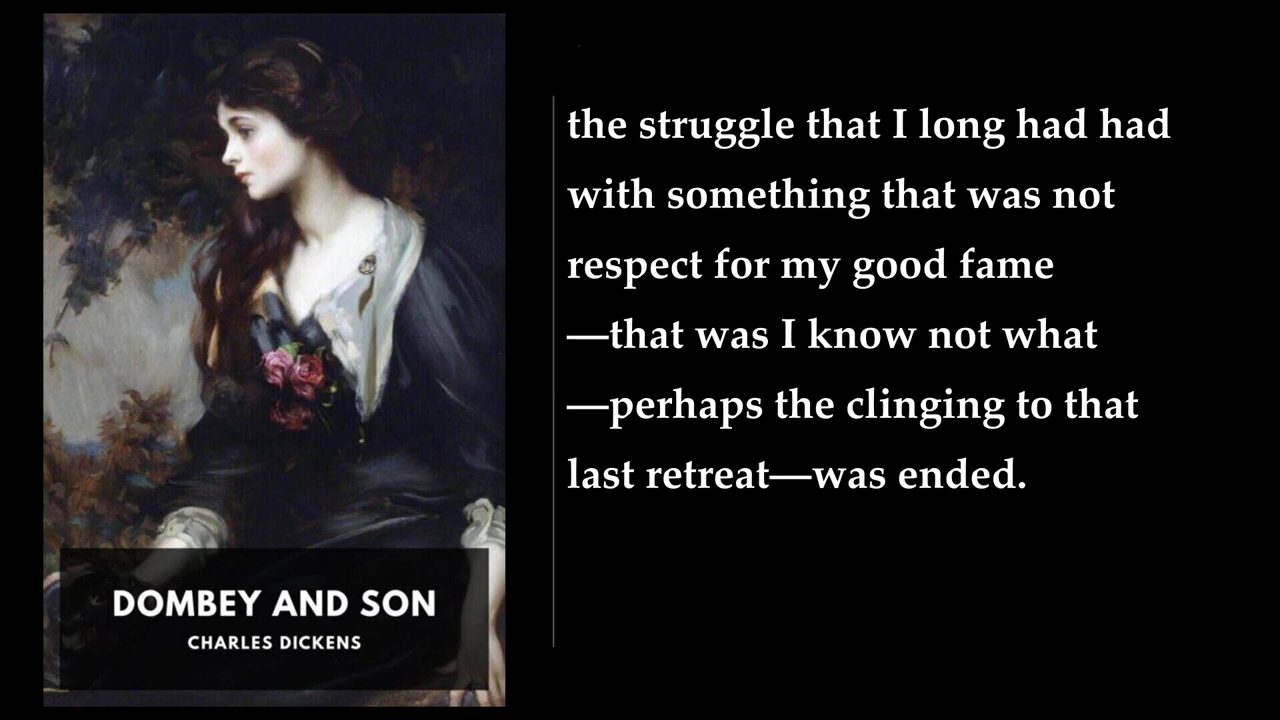 the struggle that I long had had
with something that was not
respect for my good fame
—that was I know not what
—perhaps the clinging to that
last retreat—was ended.
DOMBEY AND SON
CHARLES DICKENS